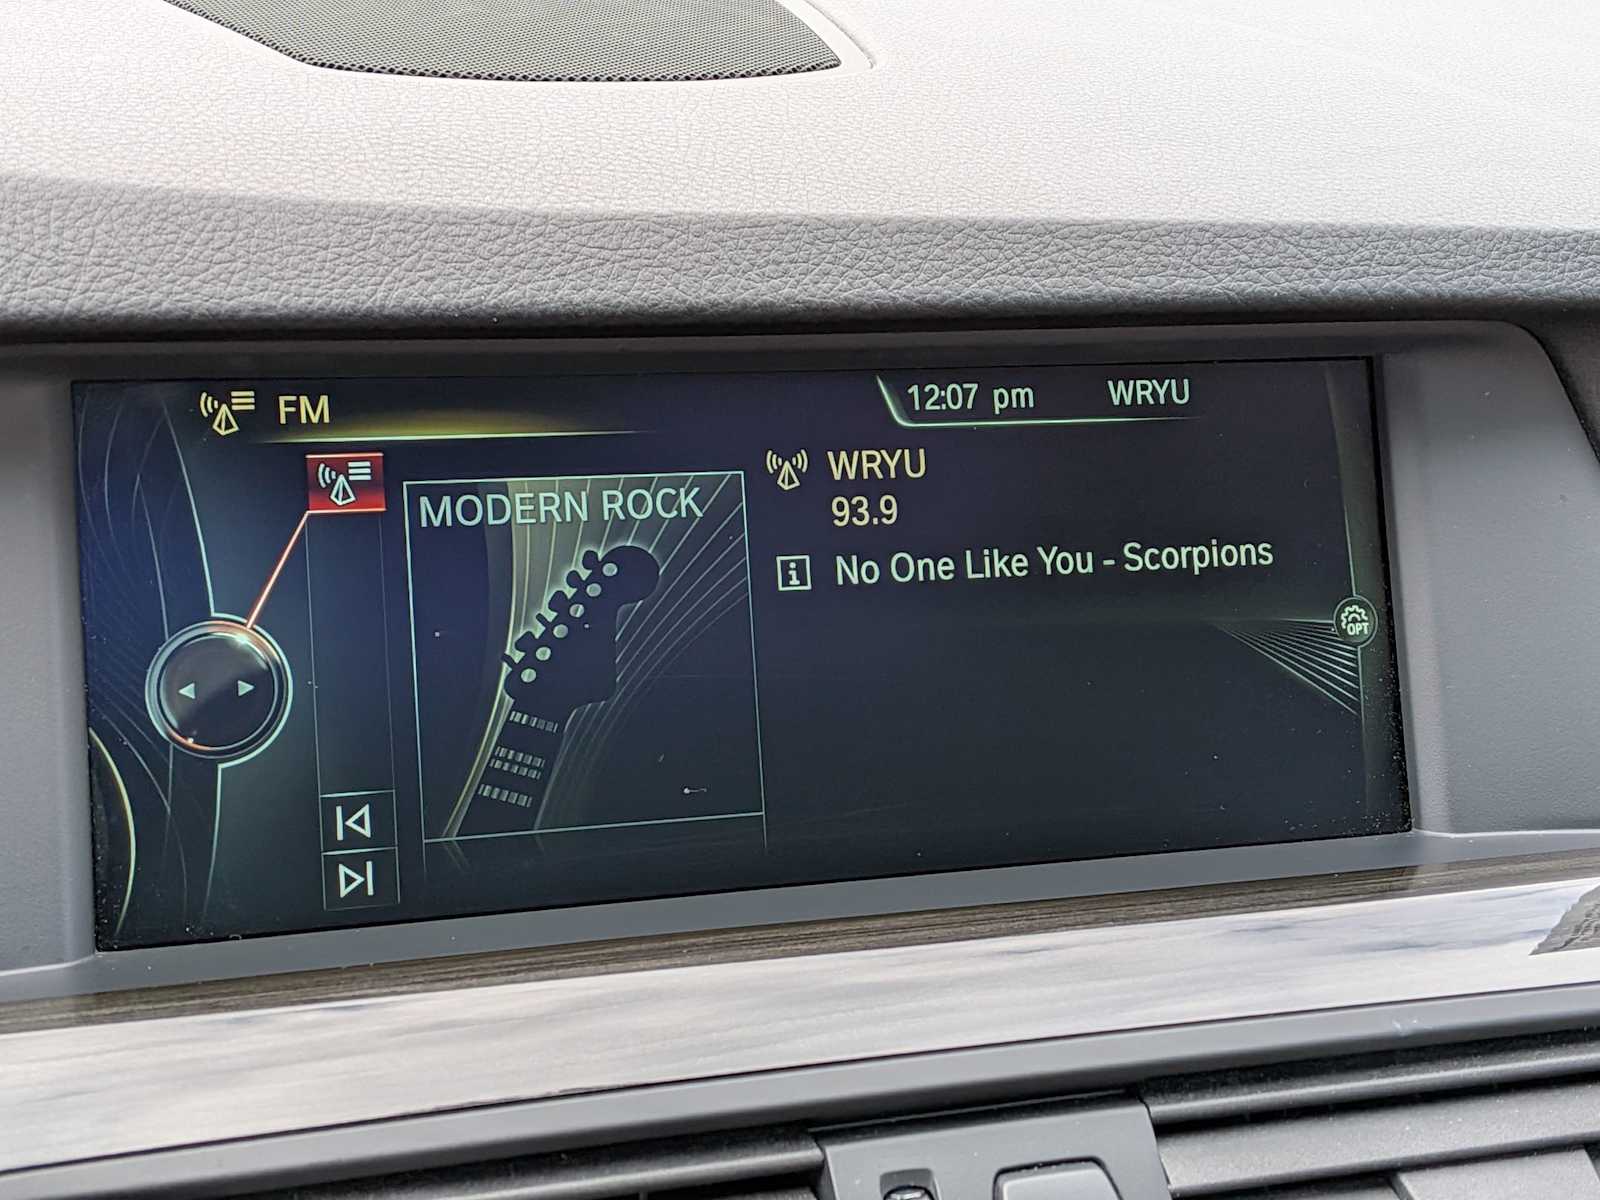 FM
12:07 pm WRYU
MODERN ROCK
WRYU
93.9
No One Like You - Scorpions
OPT